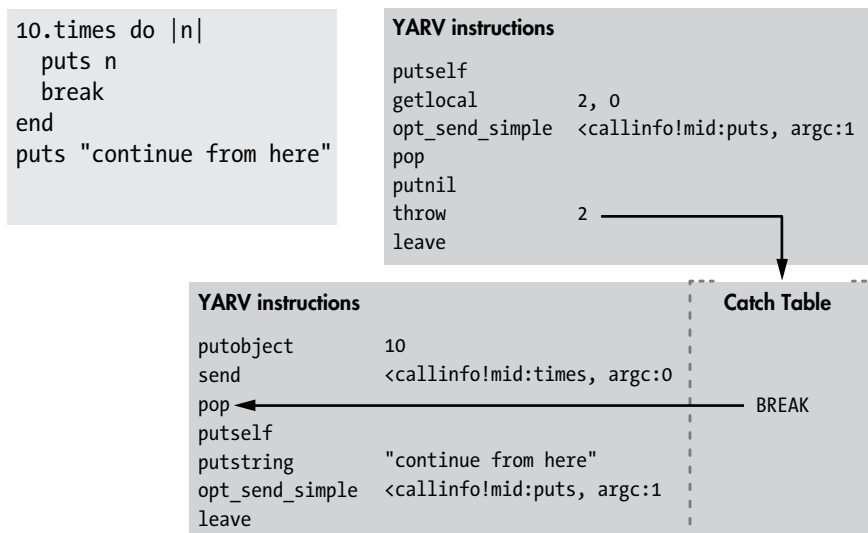 10.times do |n|
  puts n
  break
end
puts "continue from here"
YARV instructions
putself
getlocal 2, 0
opt_send_simple <callinfo!mid:puts, argc:1
pop
putnil
throw 2
leave
YARV instructions
Catch Table
putobject 10
send <callinfo!mid:times, argc:0
pop BREAK
putself
putstring "continue from here"
opt_send_simple <callinfo!mid:puts, argc:1
leave